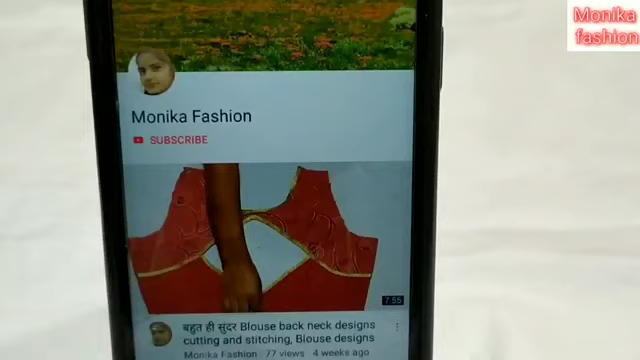 Monika
fashion
Monika Fashion
SUBSCRIBE
7:55
बहुत ही सुंदर Blouse back neck designs
cutting and stitching, Blouse designs
Monika Fashion 77 views 4 weeks ago